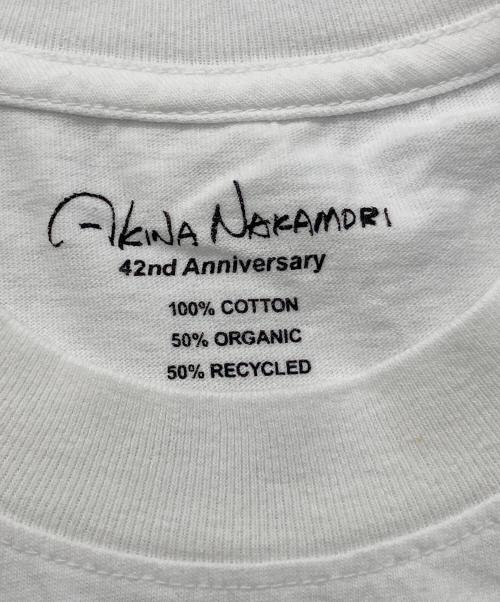 AKINA NAKAMORI
42nd Anniversary
100% COTTON
50% ORGANIC
50% RECYCLED